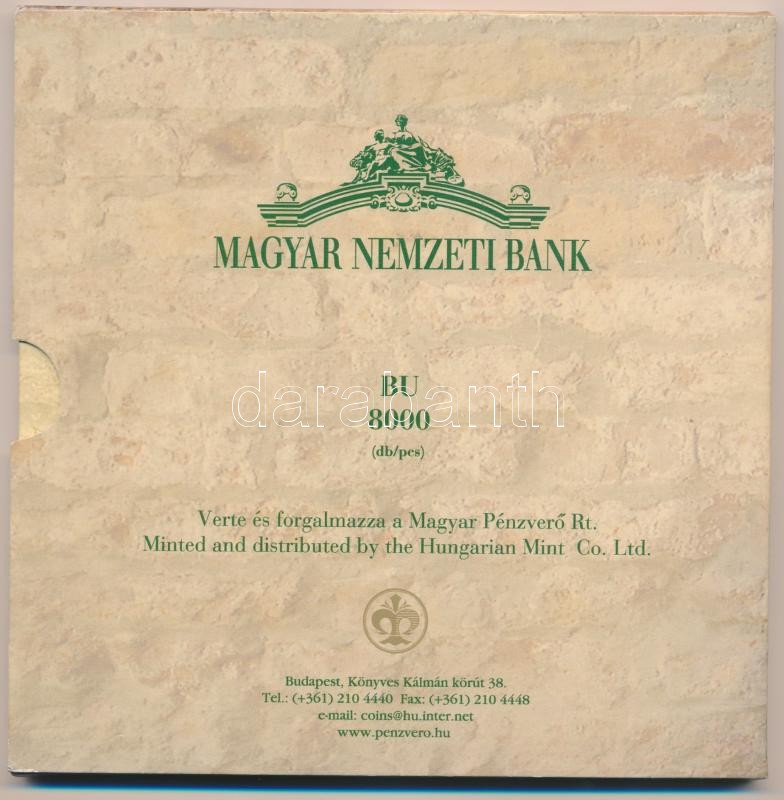 MAGYAR NEMZETI BANK
BU
8000
(db/pcs)
darabanth
Verte és forgalmazza a Magyar Pénzverő Rt.
Minted and distributed by the Hungarian Mint Co. Ltd.
Budapest, Könyves Kálmán körút 38.
Tel.: (+361) 210 4440 Fax: (+361) 210 4448
e-mail: coins@hu.inter.net
www.penzvero.hu